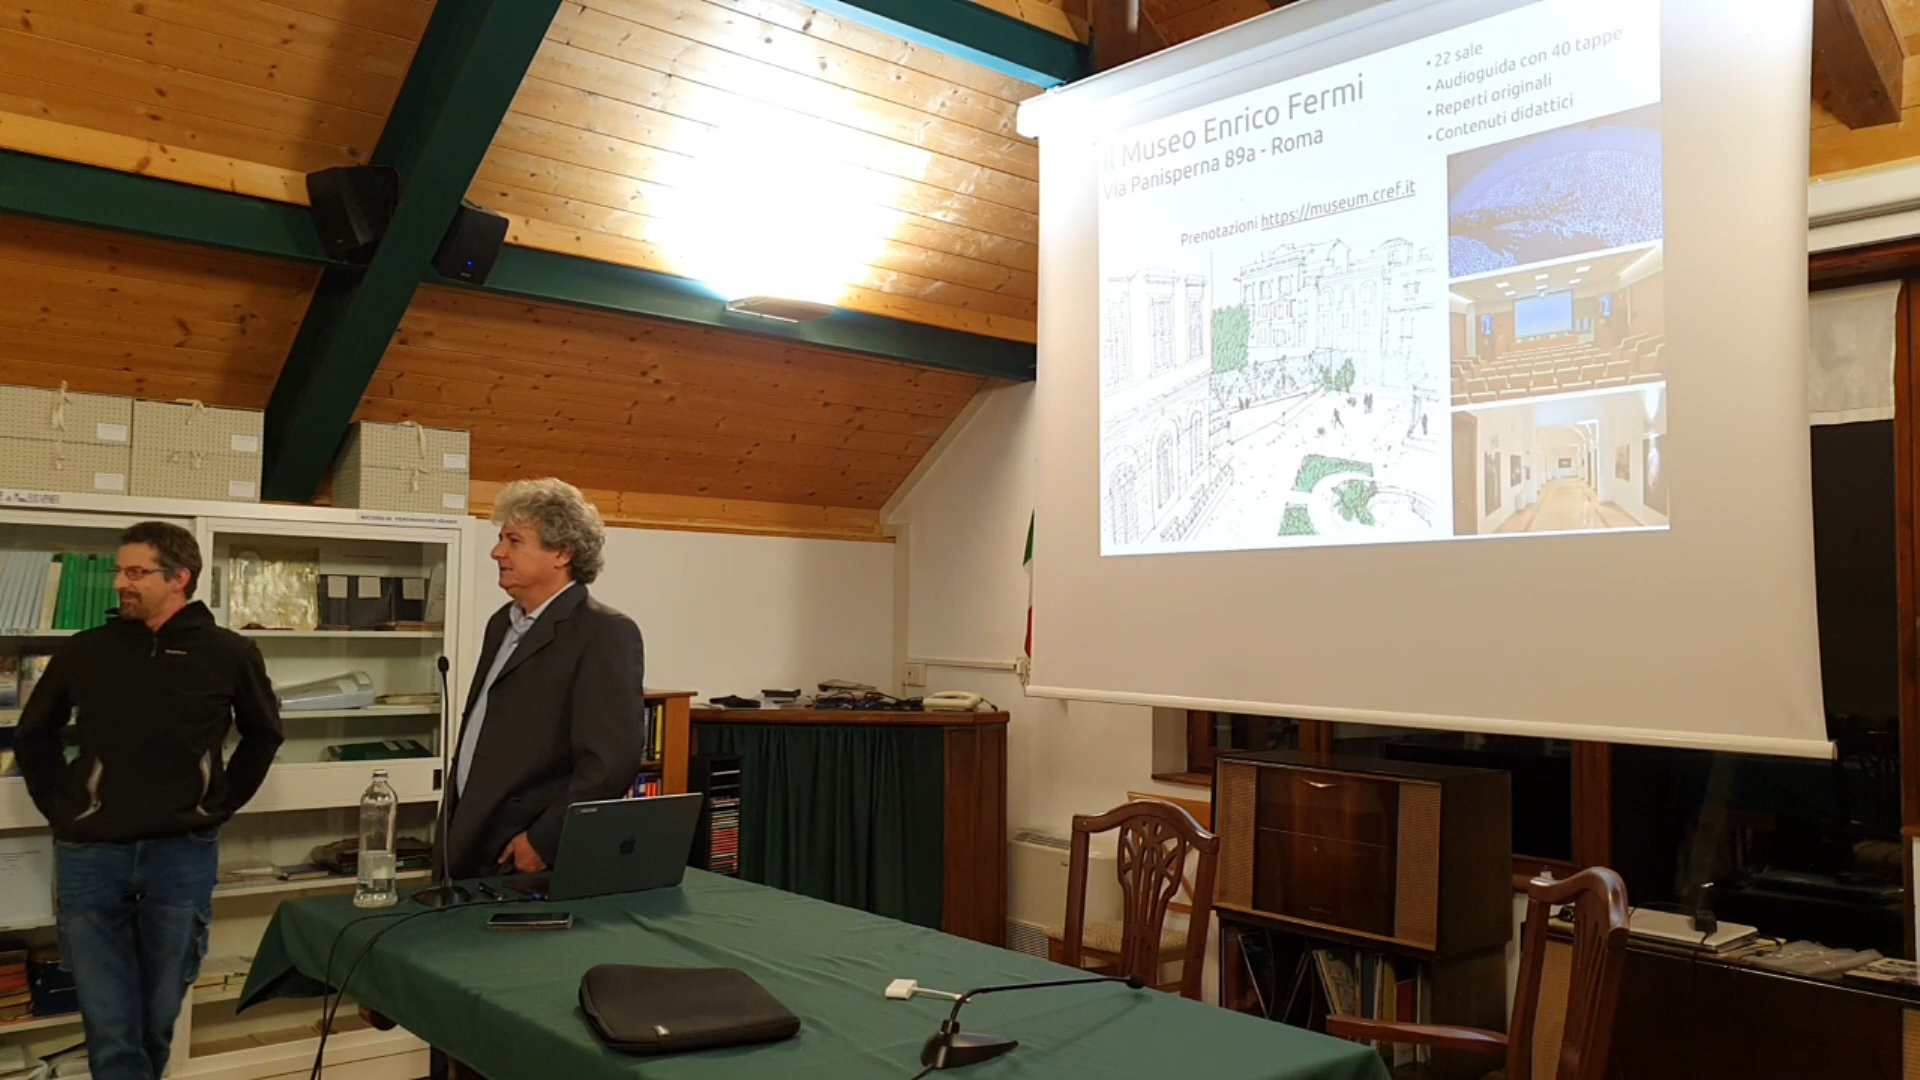 Il Museo Enrico Fermi
Via Panisperna 89a - Roma
Prenotazioni https://museum.cref.it
• 22 sale
• Audioguida con 40 tappe
• Reperti originali
• Contenuti didattici